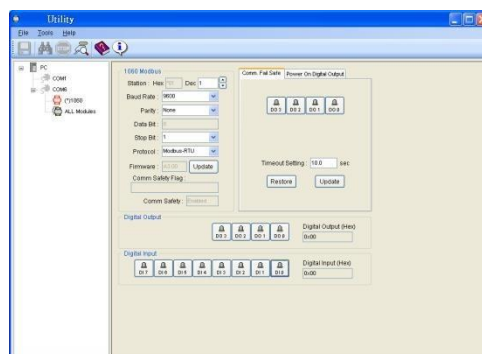 Utility
File Tools Help
PC
COM1
COM6
(*)1060
ALL Modules
1060 Modbus
Station : Hex Dec 1
Baud Rate : 9600
Parity : None
Data Bit :
Stop Bit : 1
Protocol : Modbus-RTU
Firmware : Update
Comm Safety Flag :
Comm Safety : Enabled
Comm. Fail Safe Power On Digital Output
DO 3 DO 2 DO 1 DO 0
Timeout Setting : 10.0 sec
Restore Update
Digital Output
DO 3 DO 2 DO 1 DO 0
Digital Output (Hex)
0x00
Digital Input
DI 7 DI 6 DI 5 DI 4 DI 3 DI 2 DI 1 DI 0
Digital Input (Hex)
0x00